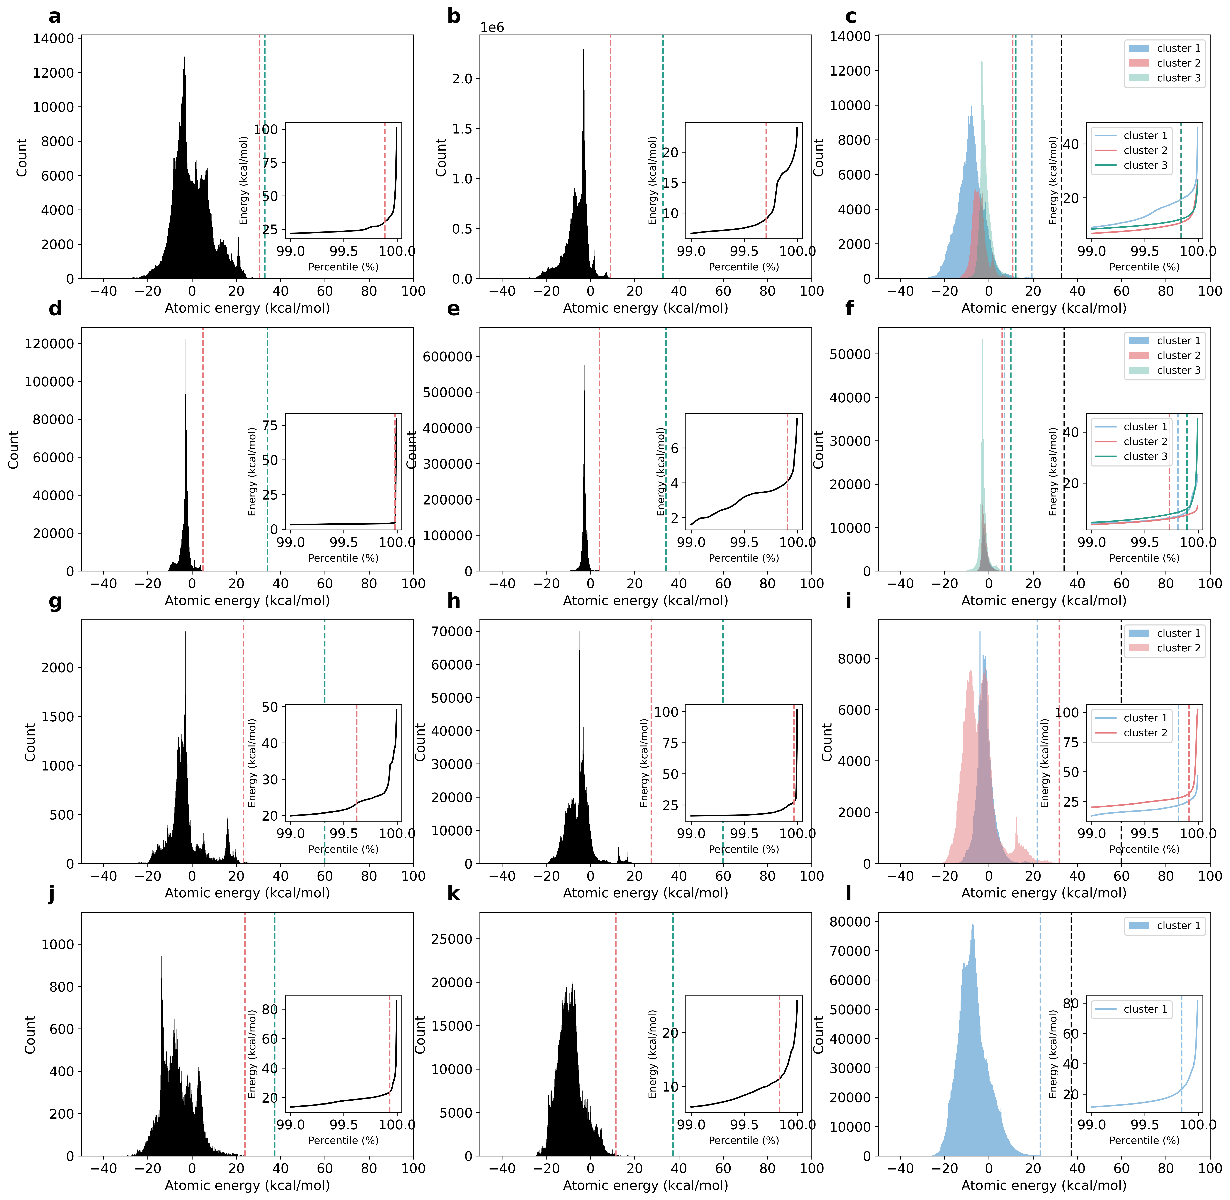 a
14000
12000
10000
8000
6000
4000
2000
0
Count
−40 −20 0 20 40 60 80 100
Atomic energy (kcal/mol)
100
75
50
25
Energy (kcal/mol)
99.0 99.5 100.0
Percentile (%)
b
1e6
2.1
1.8
1.5
1.2
0.9
0.6
0.3
0.0
Count
−40 −20 0 20 40 60 80 100
Atomic energy (kcal/mol)
20
15
10
Energy (kcal/mol)
99.0 99.5 100.0
Percentile (%)
c
14000
12000
10000
8000
6000
4000
2000
0
Count
−40 −20 0 20 40 60 80 100
Atomic energy (kcal/mol)
cluster 1
cluster 2
cluster 3
40
20
Energy (kcal/mol)
cluster 1
cluster 2
cluster 3
99.0 99.5 100.0
Percentile (%)
d
120000
100000
80000
60000
40000
20000
0
Count
−40 −20 0 20 40 60 80 100
Atomic energy (kcal/mol)
75
50
25
0
Energy (kcal/mol)
99.0 99.5 100.0
Percentile (%)
e
600000
500000
400000
300000
200000
100000
0
Count
−40 −20 0 20 40 60 80 100
Atomic energy (kcal/mol)
6
4
2
Energy (kcal/mol)
99.0 99.5 100.0
Percentile (%)
f
50000
40000
30000
20000
10000
0
Count
−40 −20 0 20 40 60 80 100
Atomic energy (kcal/mol)
cluster 1
cluster 2
cluster 3
40
20
Energy (kcal/mol)
cluster 1
cluster 2
cluster 3
99.0 99.5 100.0
Percentile (%)
g
2000
1500
1000
500
0
Count
−40 −20 0 20 40 60 80 100
Atomic energy (kcal/mol)
50
40
30
20
Energy (kcal/mol)
99.0 99.5 100.0
Percentile (%)
h
70000
60000
50000
40000
30000
20000
10000
0
Count
−40 −20 0 20 40 60 80 100
Atomic energy (kcal/mol)
100
75
50
25
Energy (kcal/mol)
99.0 99.5 100.0
Percentile (%)
i
8000
6000
4000
2000
0
Count
−40 −20 0 20 40 60 80 100
Atomic energy (kcal/mol)
cluster 1
cluster 2
100
75
50
25
Energy (kcal/mol)
cluster 1
cluster 2
99.0 99.5 100.0
Percentile (%)
j
1000
800
600
400
200
0
Count
−40 −20 0 20 40 60 80 100
Atomic energy (kcal/mol)
80
60
40
20
Energy (kcal/mol)
99.0 99.5 100.0
Percentile (%)
k
25000
20000
15000
10000
5000
0
Count
−40 −20 0 20 40 60 80 100
Atomic energy (kcal/mol)
20
10
Energy (kcal/mol)
99.0 99.5 100.0
Percentile (%)
l
80000
70000
60000
50000
40000
30000
20000
10000
0
Count
−40 −20 0 20 40 60 80 100
Atomic energy (kcal/mol)
cluster 1
80
60
40
20
Energy (kcal/mol)
cluster 1
99.0 99.5 100.0
Percentile (%)